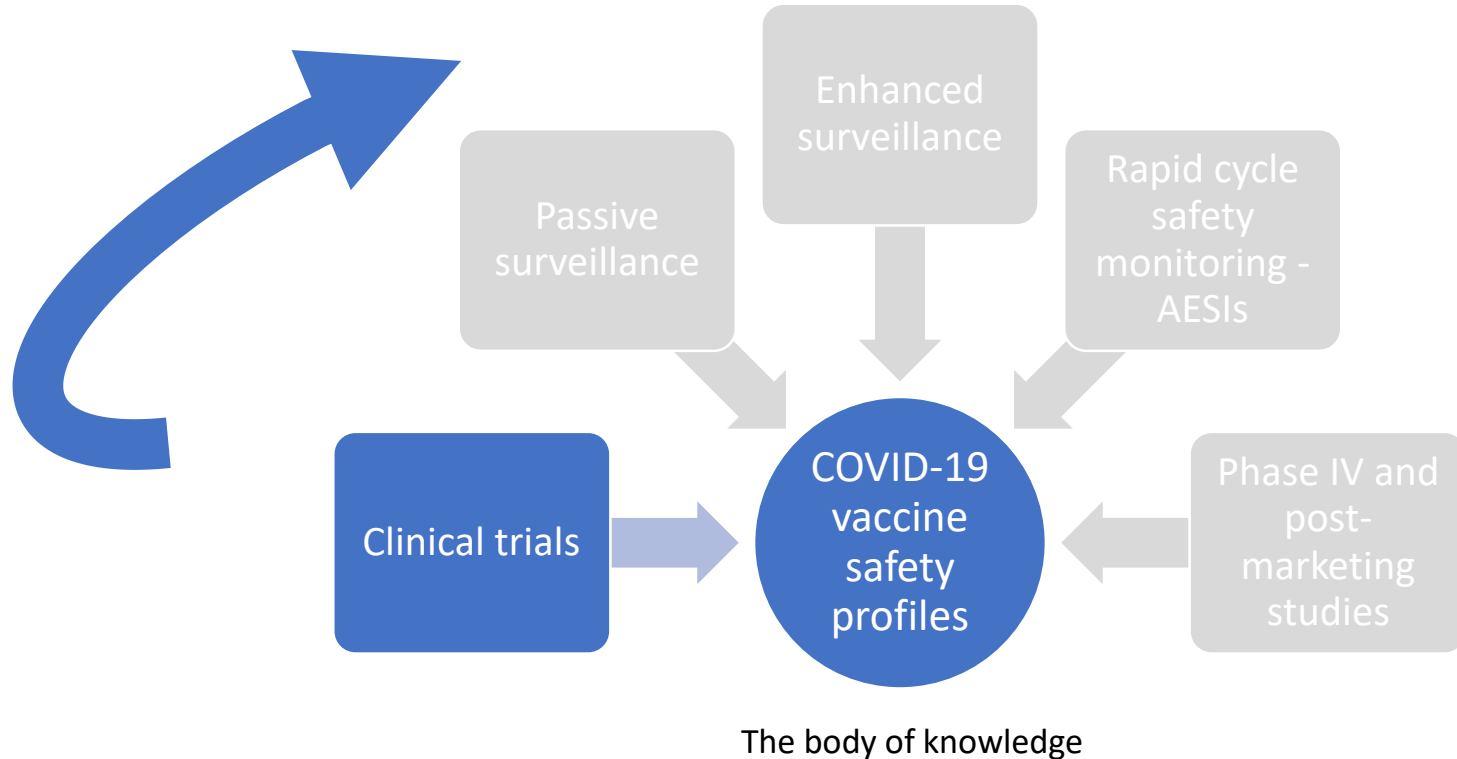 Enhanced
surveillance
Passive
surveillance
Rapid cycle
safety
monitoring -
AESIs
Clinical trials
COVID-19
vaccine
safety
profiles
Phase IV and
post-
marketing
studies
The body of knowledge